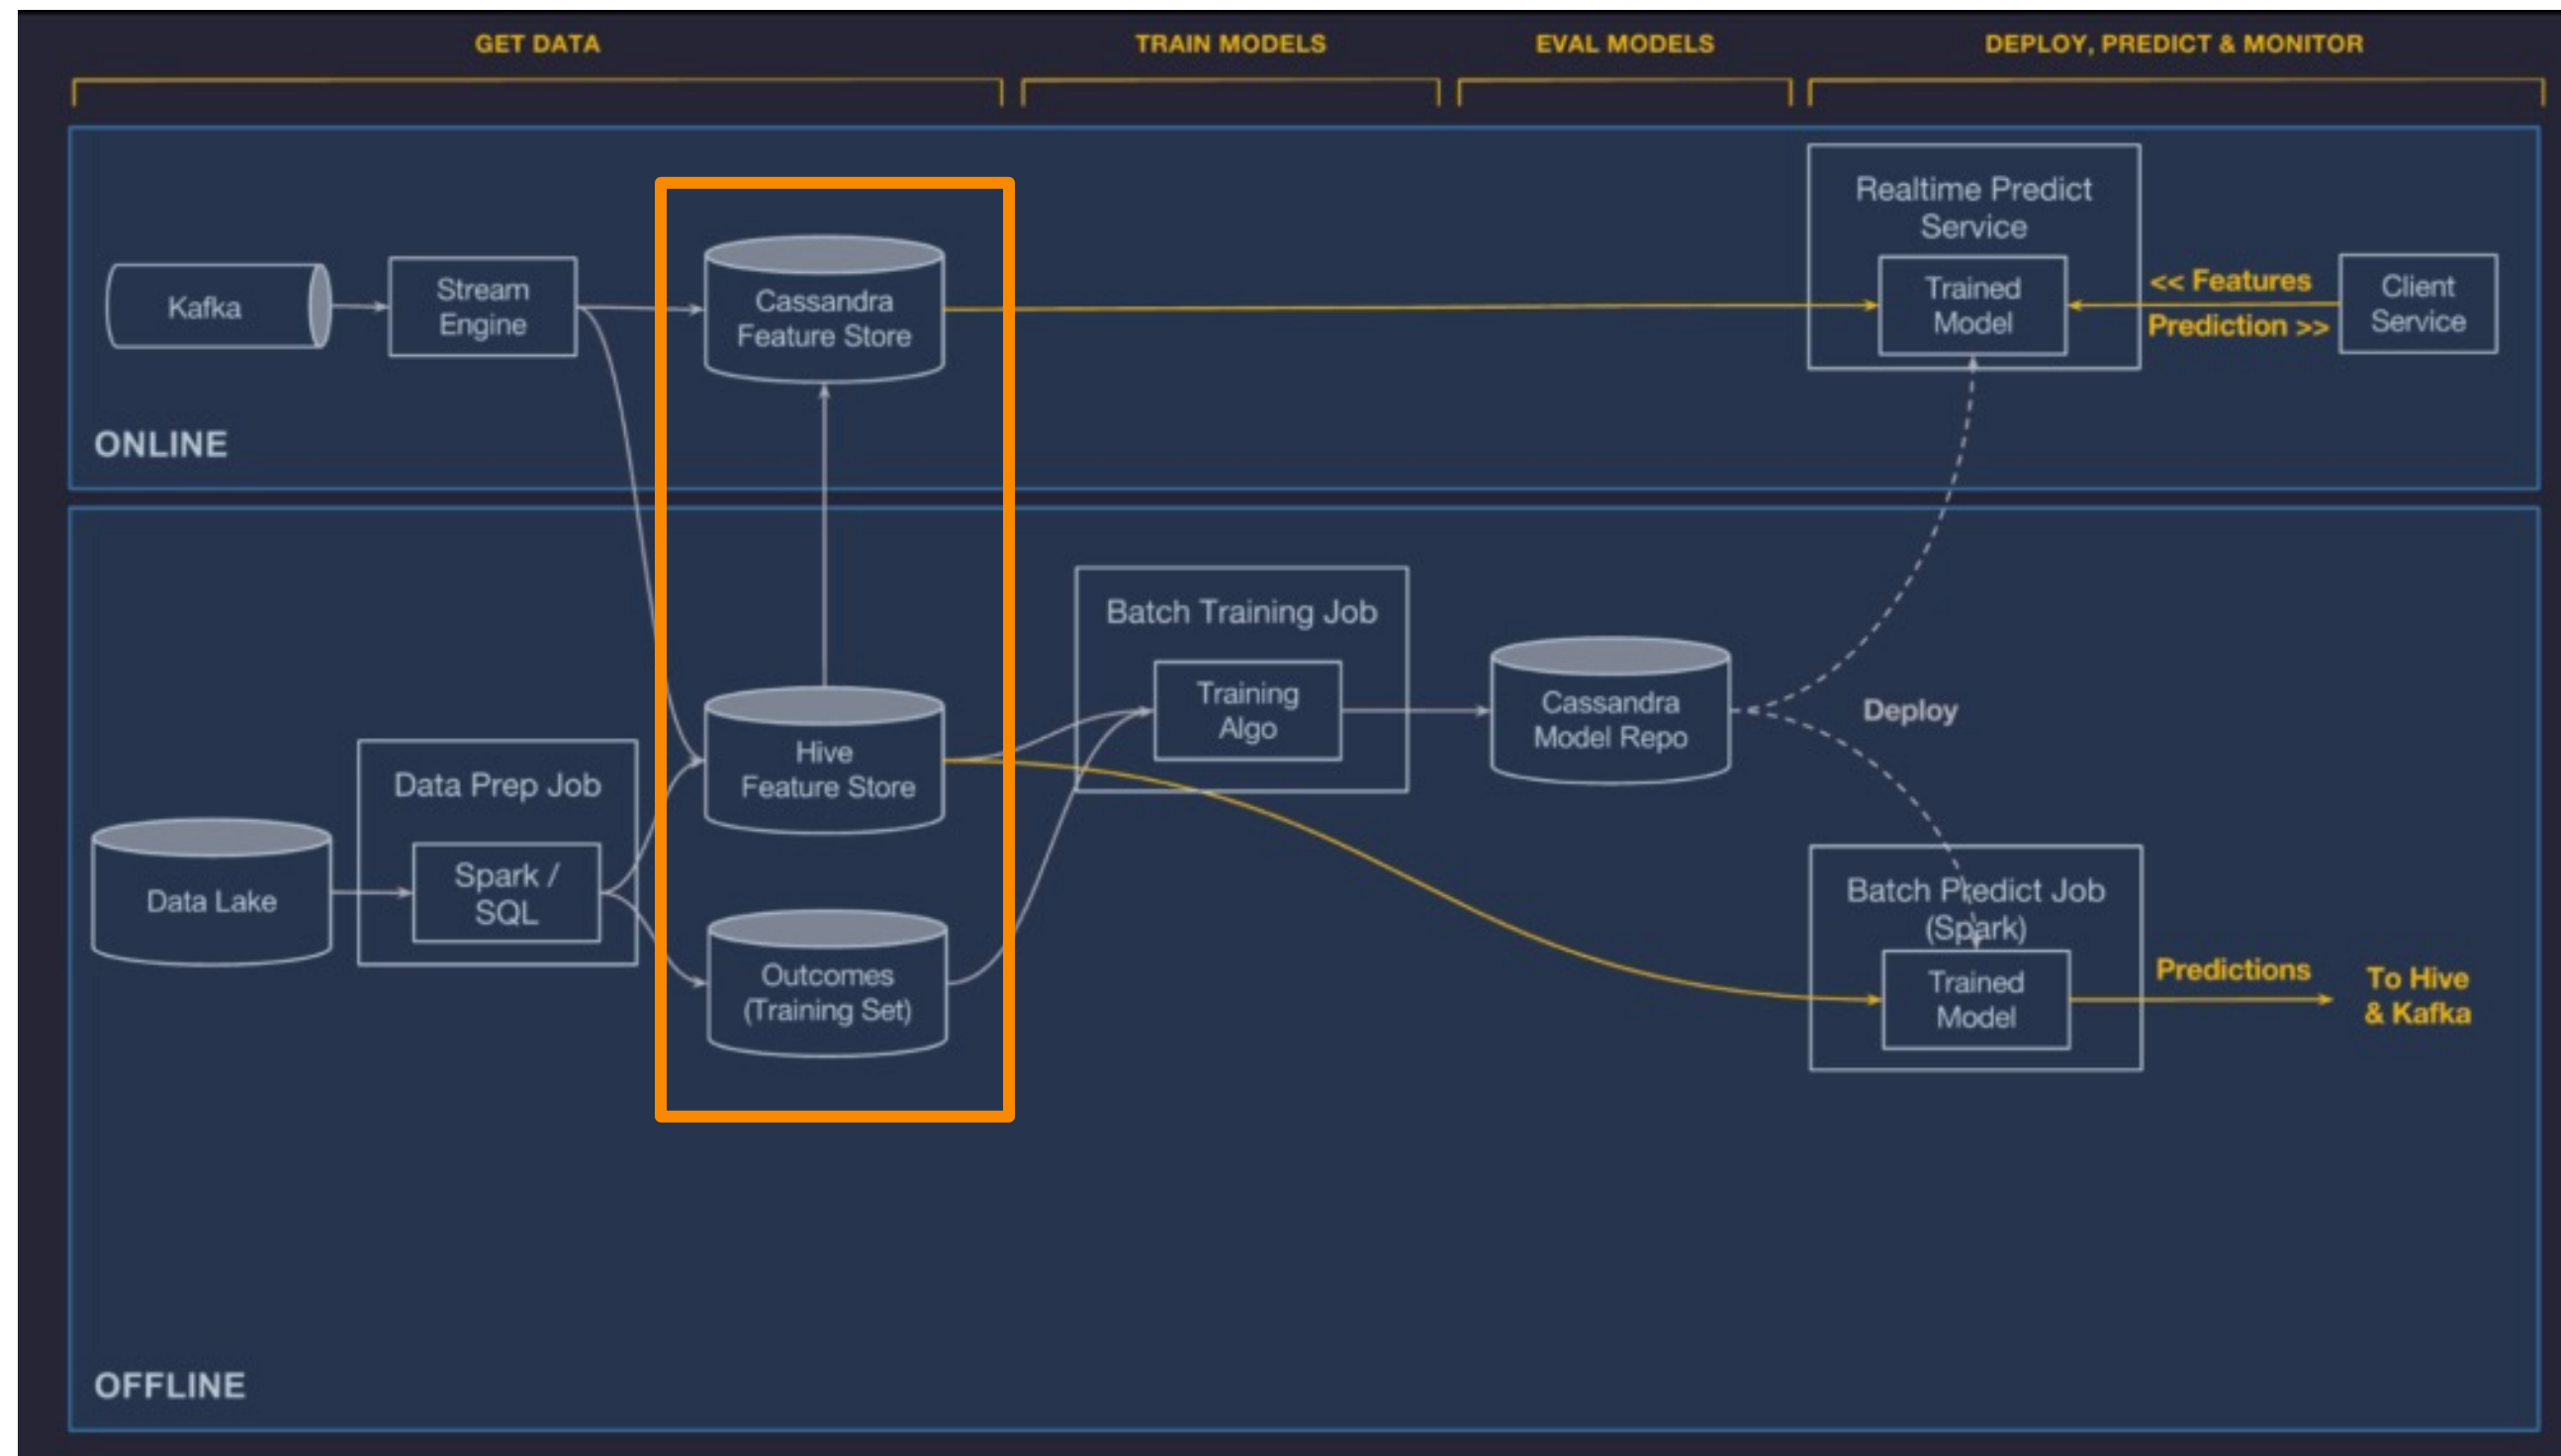 GET DATA
TRAIN MODELS
EVAL MODELS
DEPLOY, PREDICT & MONITOR
Kafka
Stream
Engine
Cassandra
Feature Store
Realtime Predict
Service
Trained
Model
<< Features
Prediction >>
Client
Service
ONLINE
Data Lake
Data Prep Job
Spark /
SQL
Hive
Feature Store
Outcomes
(Training Set)
Batch Training Job
Training
Algo
Cassandra
Model Repo
Deploy
Batch Predict Job
(Spark)
Trained
Model
Predictions
To Hive
& Kafka
OFFLINE